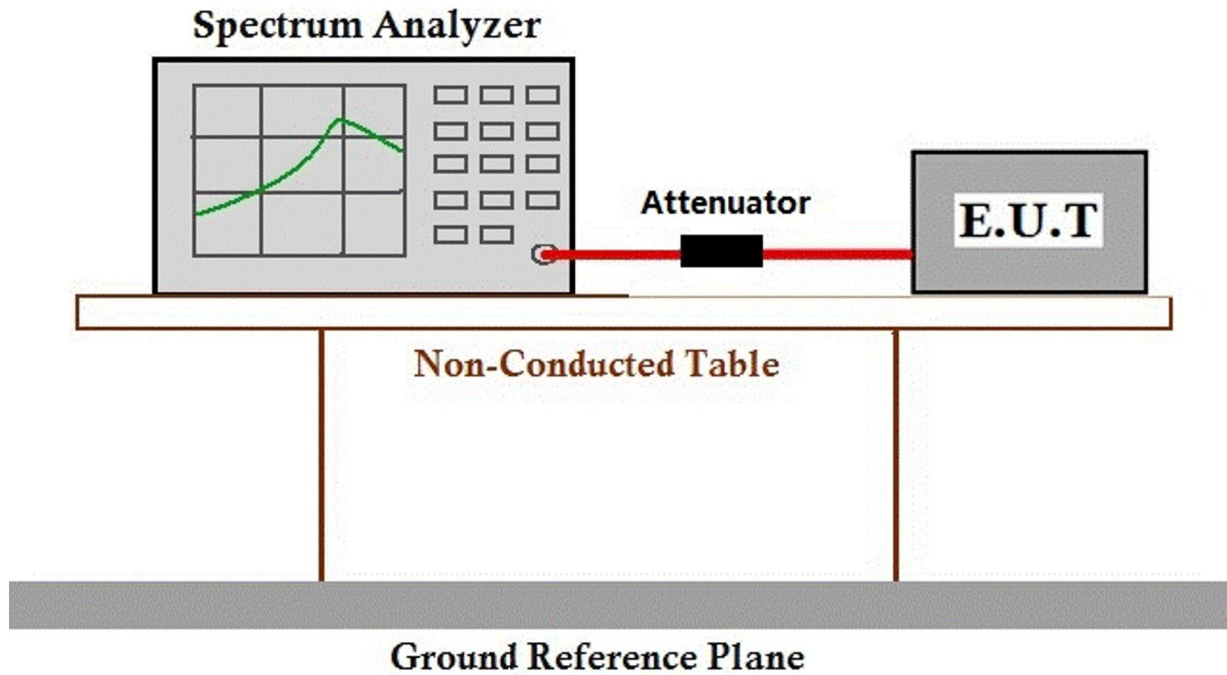 Spectrum Analyzer
Attenuator
E.U.T
Non-Conducted Table
Ground Reference Plane